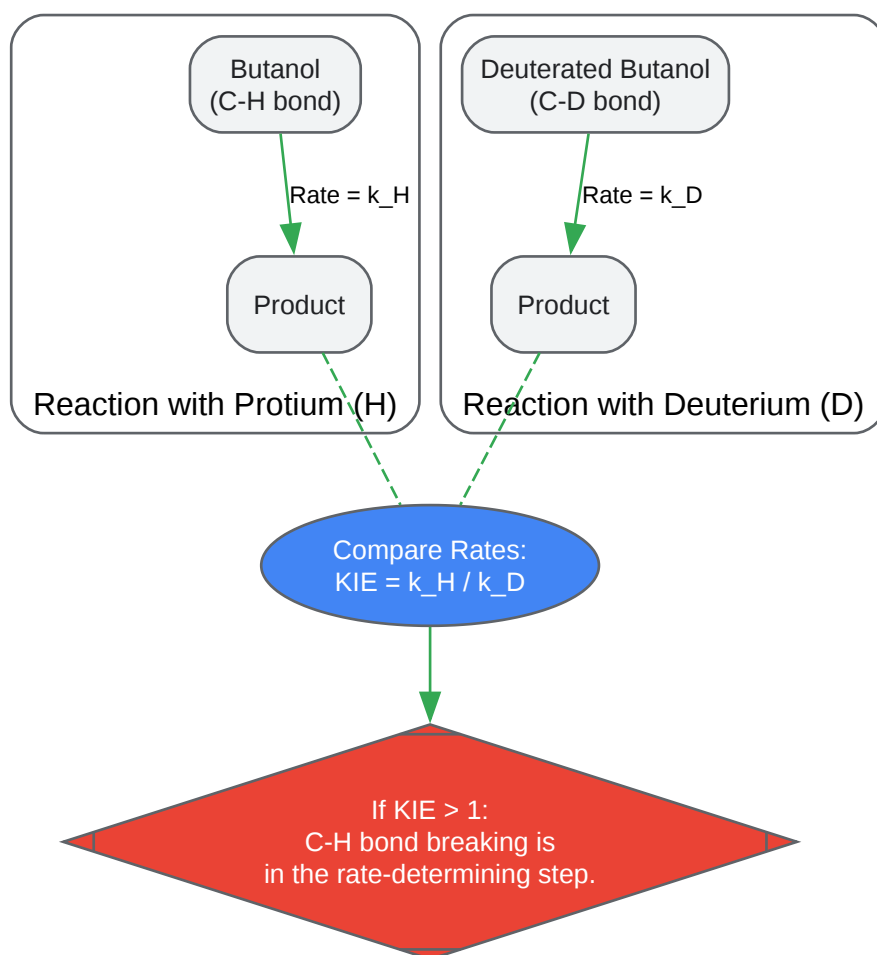 Butanol
(C-H bond)
Deuterated Butanol
(C-D bond)
Rate = k_H
Rate = k_D
Product
Product
Reaction with Protium (H)
Reaction with Deuterium (D)
Compare Rates:
KIE = k_H / k_D
If KIE > 1:
C-H bond breaking is
in the rate-determining step.